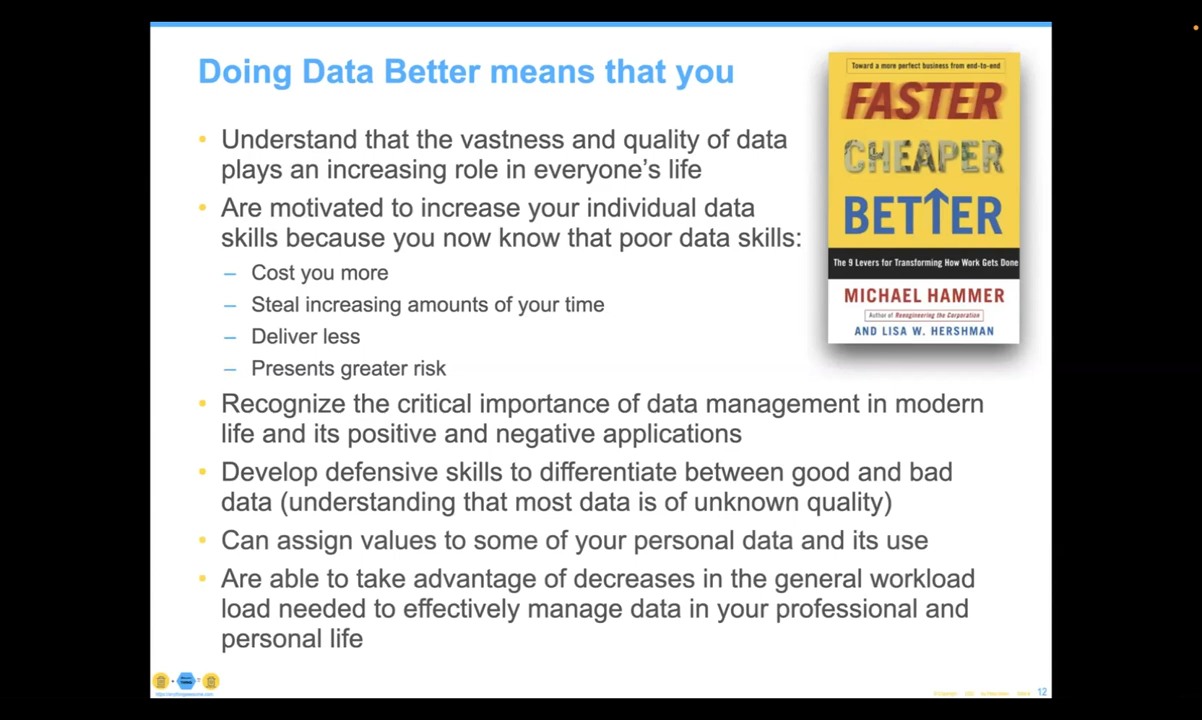 Doing Data Better means that you
• Understand that the vastness and quality of data
plays an increasing role in everyone's life
• Are motivated to increase your individual data
skills because you now know that poor data skills:
– Cost you more
– Steal increasing amounts of your time
– Deliver less
– Presents greater risk
• Recognize the critical importance of data management in modern
life and its positive and negative applications
• Develop defensive skills to differentiate between good and bad
data (understanding that most data is of unknown quality)
• Can assign values to some of your personal data and its use
• Are able to take advantage of decreases in the general workload
load needed to effectively manage data in your professional and
personal life
Toward a more perfect business from end-to-end
FASTER
CHEAPER
BETTER
The 9 Levers for Transforming How Work Gets Done
MICHAEL HAMMER
Author of Reengineering the Corporation
AND LISA W. HERSHMAN
12